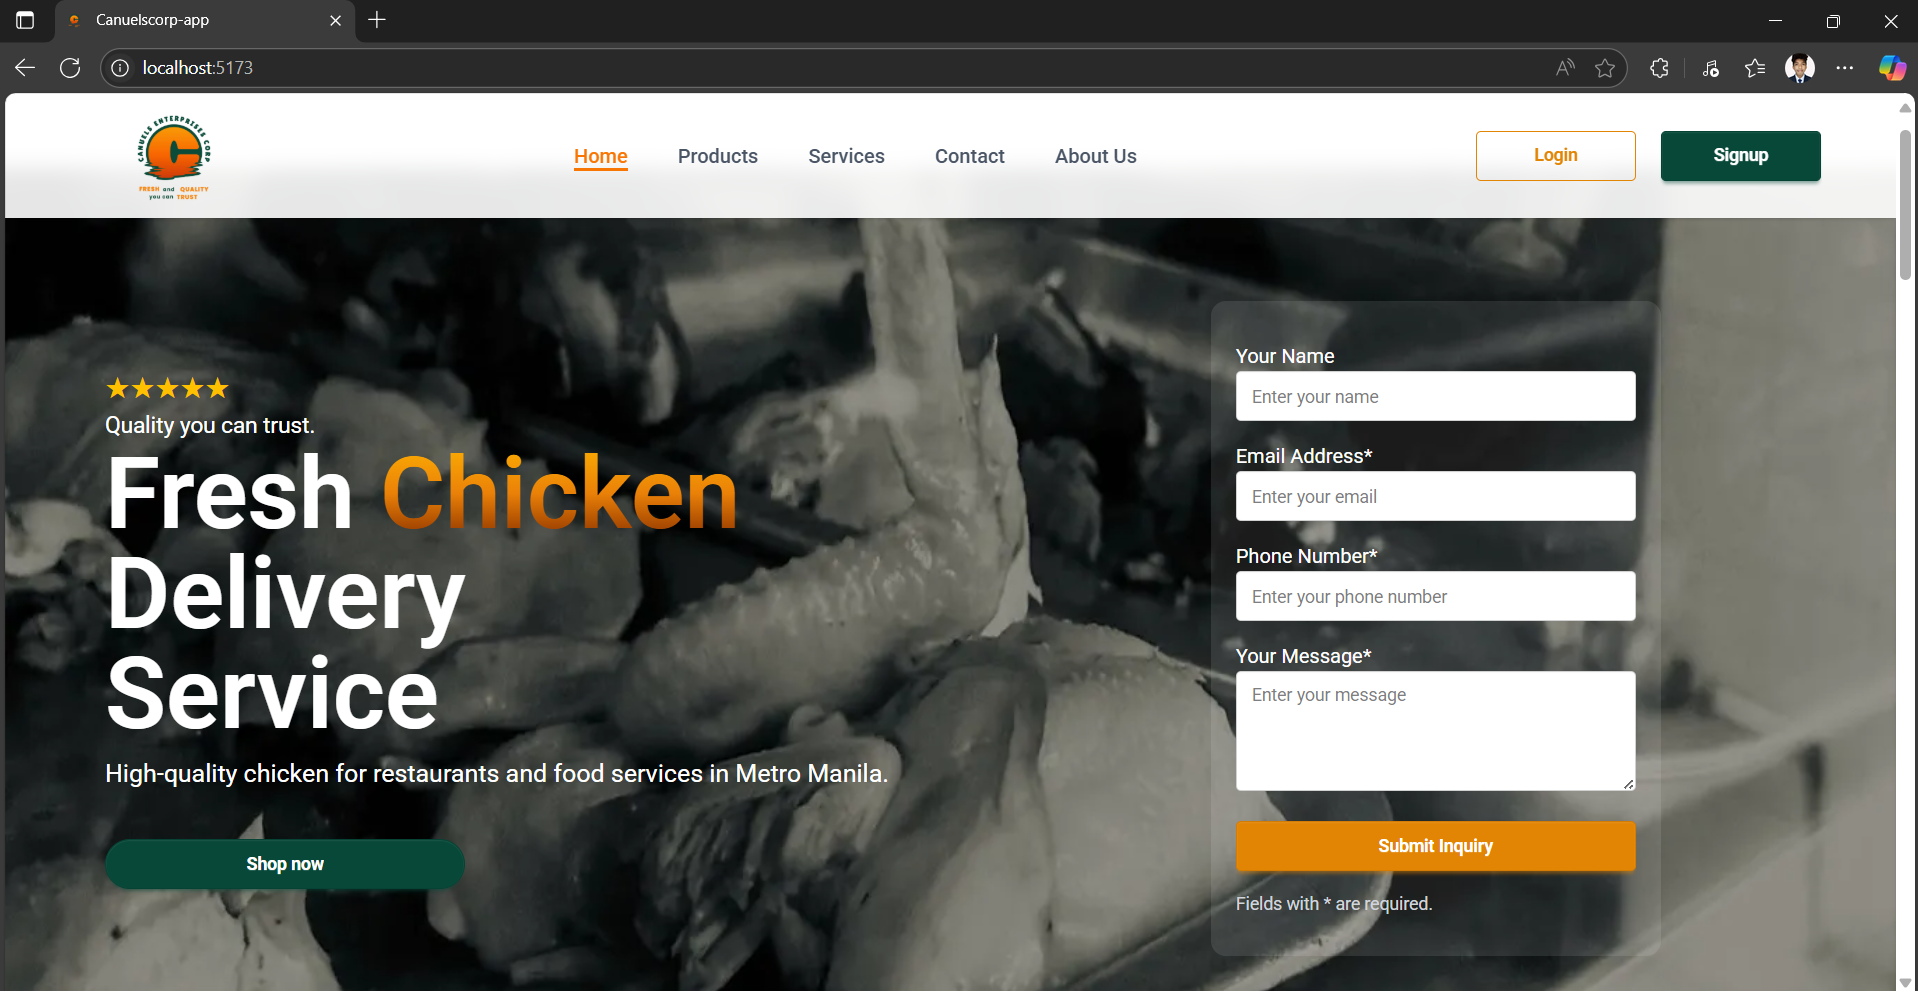 Canuelscorp-app
localhost:5173
CANUELS ENTERPRISES CORP
C
FRESH and QUALITY
you can TRUST
Home
Products
Services
Contact
About Us
Login
Signup
★★★★★
Quality you can trust.
Fresh Chicken
Delivery
Service
High-quality chicken for restaurants and food services in Metro Manila.
Shop now
Your Name
Enter your name
Email Address*
Enter your email
Phone Number*
Enter your phone number
Your Message*
Enter your message
Submit Inquiry
Fields with * are required.